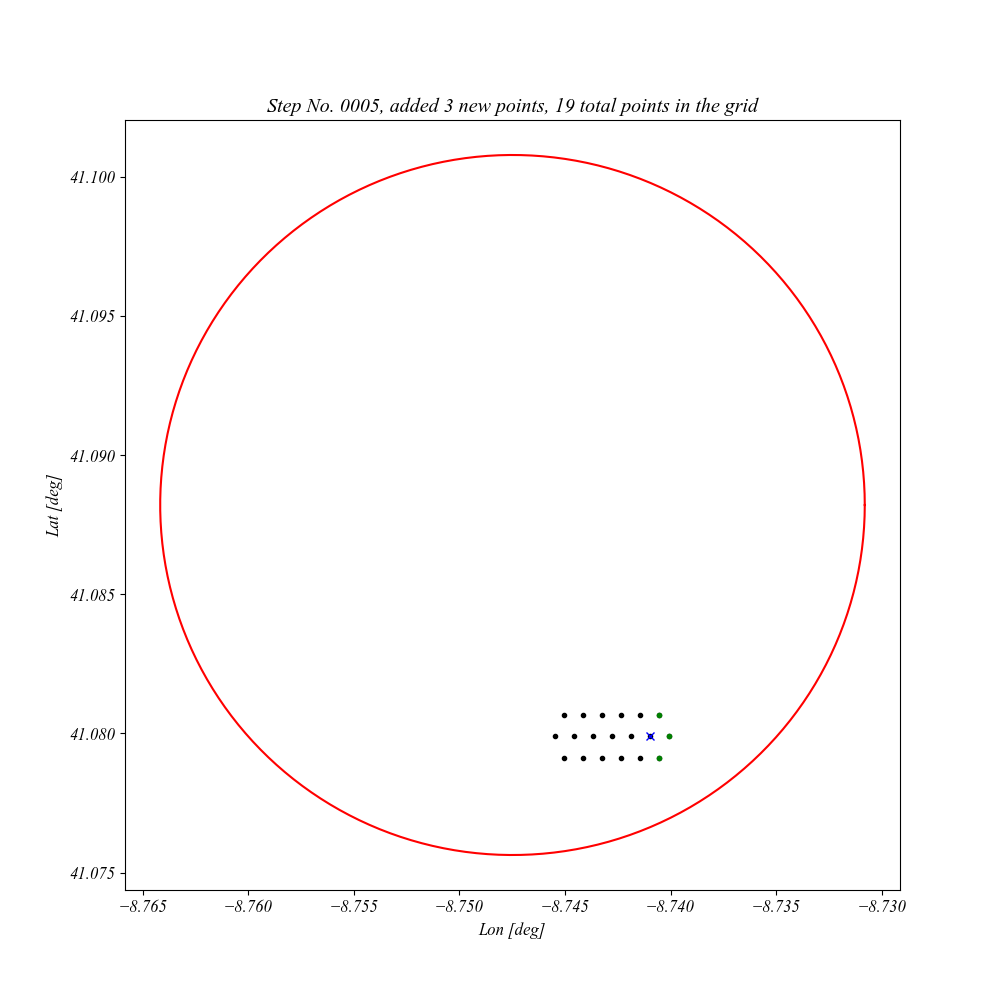 Step No. 0005, added 3 new points, 19 total points in the grid
41.100
41.095
41.090
41.085
41.080
41.075
Lat [deg]
−8.765 −8.760 −8.755 −8.750 −8.745 −8.740 −8.735 −8.730
Lon [deg]